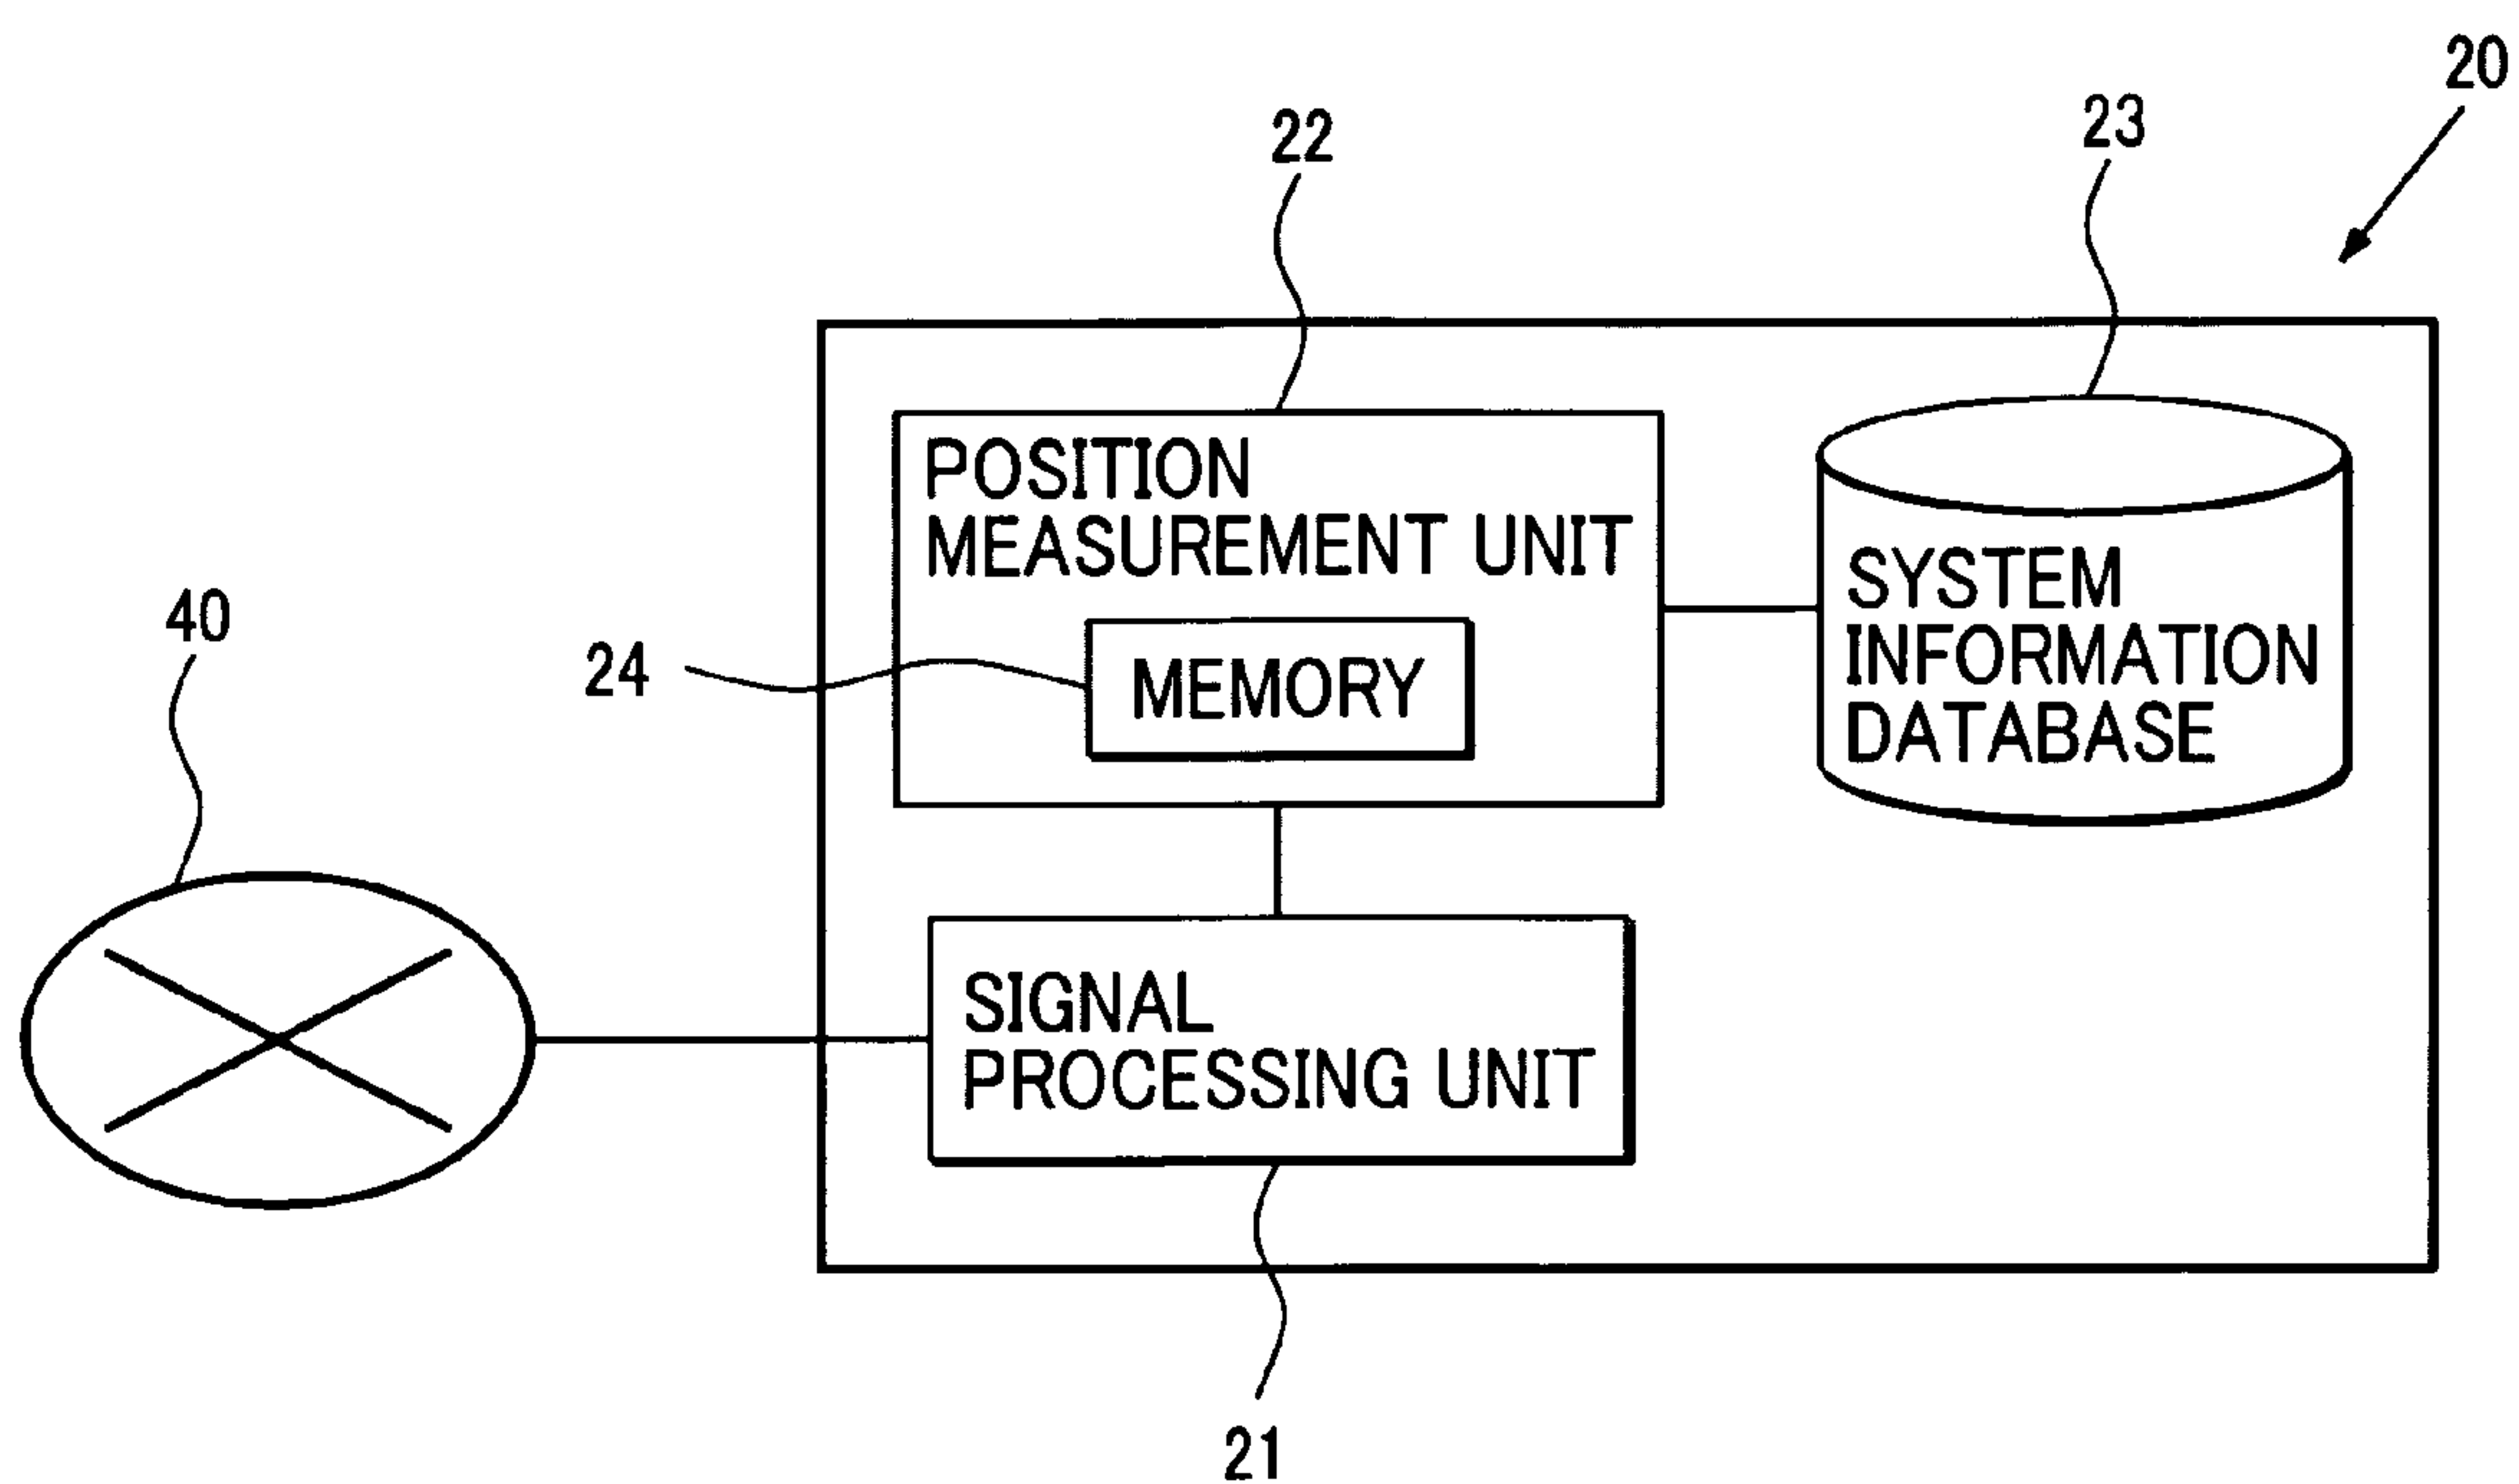 20
22
23
POSITION
MEASUREMENT UNIT
SYSTEM
INFORMATION
DATABASE
40
24
MEMORY
SIGNAL
PROCESSING UNIT
21